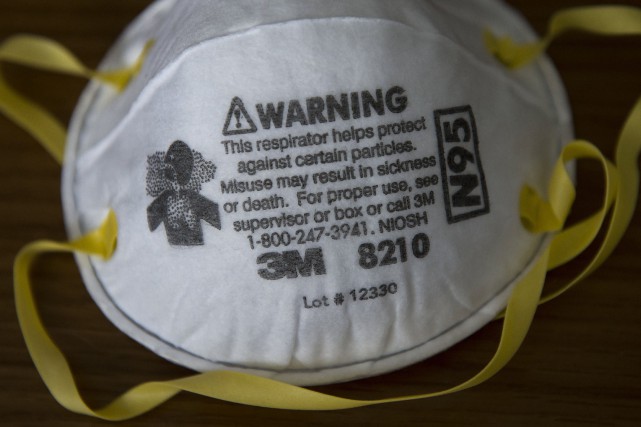 WARNING
This respirator helps protect
against certain particles.
Misuse may result in sickness
or death. For proper use, see
supervisor or box or call 3M
1-800-247-3941. NIOSH
3M 8210
Lot # 12330
N95